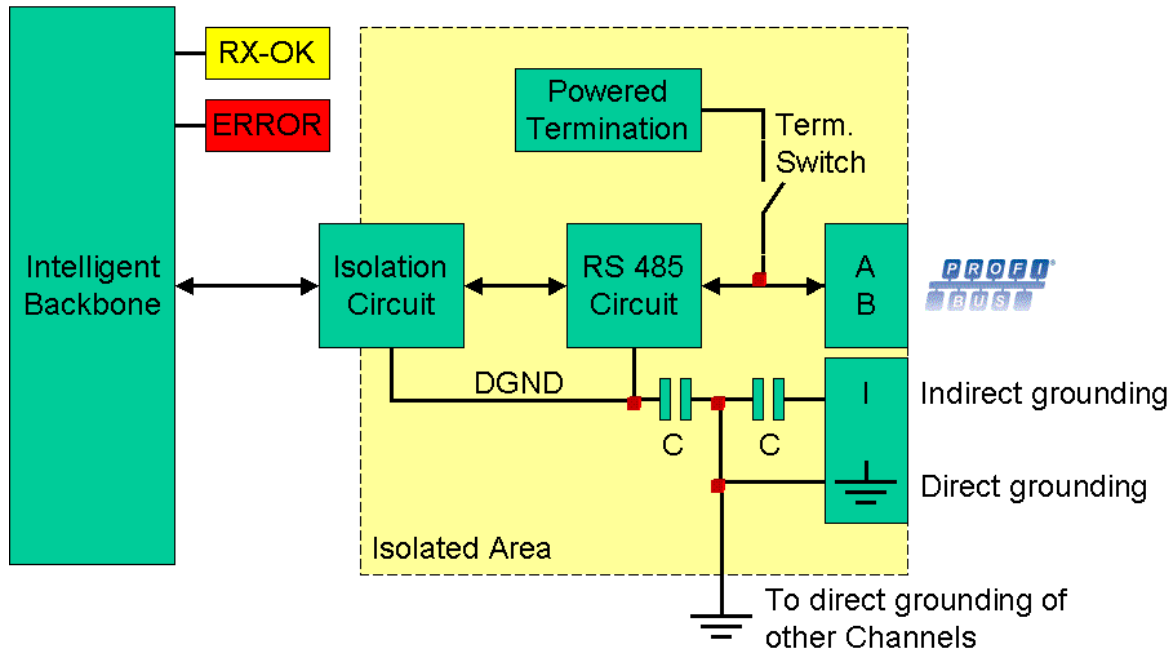 RX-OK
ERROR
Powered
Termination
Term.
Switch
Intelligent
Backbone
Isolation
Circuit
RS 485
Circuit
A
B
PROFI®
BUS
DGND
C
C
I
Indirect grounding
Direct grounding
Isolated Area
To direct grounding of
other Channels